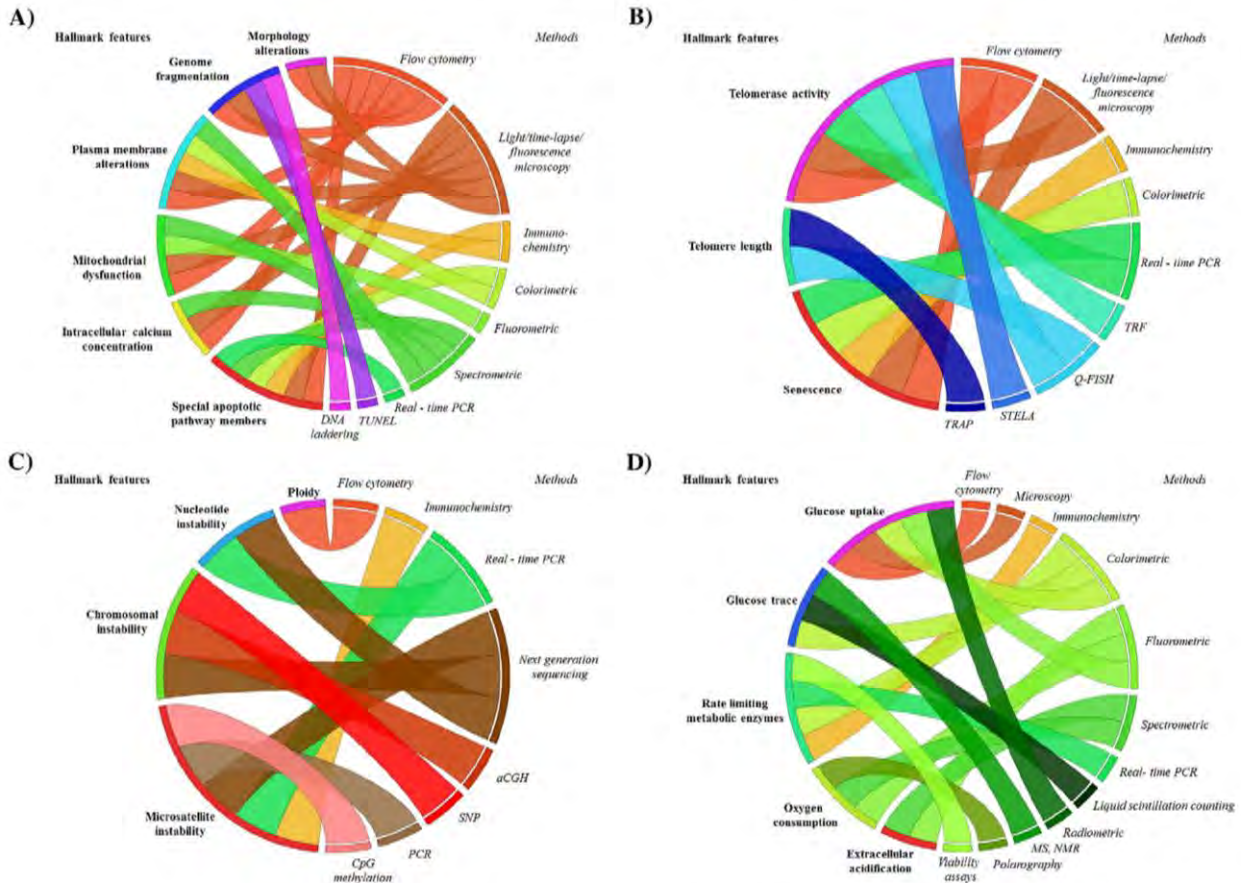 A)
Hallmark features
Methods
Morphology
alterations
Genome
fragmentation
Plasma membrane
alterations
Mitochondrial
dysfunction
Intracellular calcium
concentration
Special apoptotic
pathway members
Flow cytometry
Light/time-lapse/
fluorescence
microscopy
Immuno-
chemistry
Colorimetric
Fluorometric
Spectrometric
Real - time PCR
TUNEL
DNA
laddering
B)
Hallmark features
Methods
Telomerase activity
Telomere length
Senescence
Flow cytometry
Light/time-lapse/
fluorescence
microscopy
Immunochemistry
Colorimetric
Real - time PCR
TRF
Q-FISH
STELA
TRAP
C)
Hallmark features
Methods
Ploidy
Nucleotide
instability
Chromosomal
instability
Microsatellite
instability
Flow cytometry
Immunochemistry
Real - time PCR
Next generation
sequencing
aCGH
SNP
PCR
CpG
methylation
D)
Hallmark features
Methods
Glucose uptake
Glucose trace
Rate limiting
metabolic enzymes
Oxygen
consumption
Extracellular
acidification
Flow
cytometry
Microscopy
Immunochemistry
Colorimetric
Fluorometric
Spectrometric
Real- time PCR
Liquid scintillation counting
Radiometric
MS, NMR
Polarography
Viability
assays